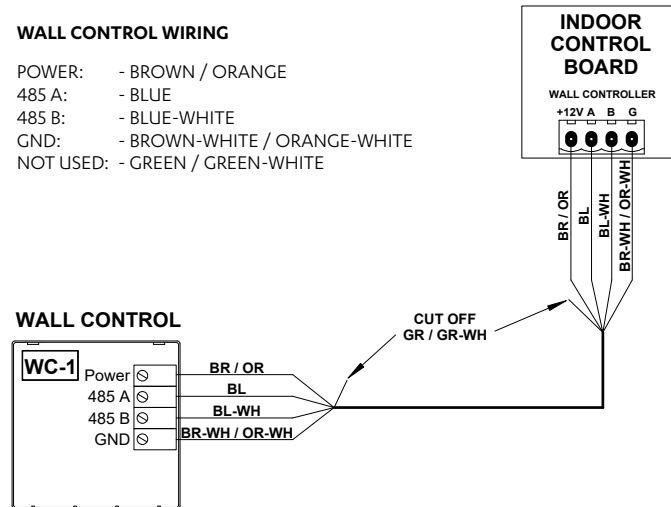 WALL CONTROL WIRING
POWER: - BROWN / ORANGE
485 A: - BLUE
485 B: - BLUE-WHITE
GND: - BROWN-WHITE / ORANGE-WHITE
NOT USED: - GREEN / GREEN-WHITE
INDOOR
CONTROL
BOARD
WALL CONTROLLER
+12V A B G
BR / OR
BL
BL-WH
BR-WH / OR-WH
CUT OFF
GR / GR-WH
WALL CONTROL
WC-1
Power
485 A
485 B
GND
BR / OR
BL
BL-WH
BR-WH / OR-WH